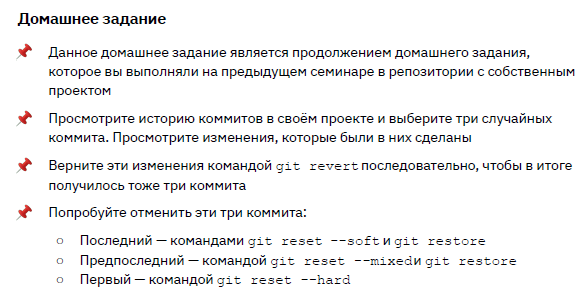 Домашнее задание
Данное домашнее задание является продолжением домашнего задания,
которое вы выполняли на предыдущем семинаре в репозитории с собственным
проектом
Просмотрите историю коммитов в своём проекте и выберите три случайных
коммита. Просмотрите изменения, которые были в них сделаны
Верните эти изменения командой git revert последовательно, чтобы в итоге
получилось тоже три коммита
Попробуйте отменить эти три коммита:
○ Последний — командами git reset --soft и git restore
○ Предпоследний — командой git reset --mixed и git restore
○ Первый — командой git reset --hard